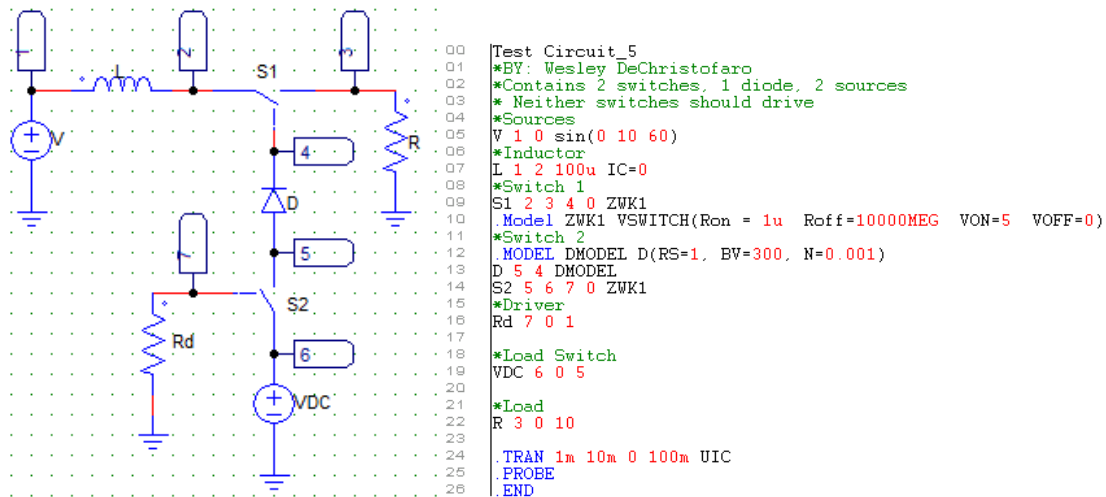 1
2
3
L
S1
V
R
4
D
7
5
S2
Rd
6
VDC
00 Test Circuit_5
01 *BY: Wesley DeChristofaro
02 *Contains 2 switches, 1 diode, 2 sources
03 * Neither switches should drive
04 *Sources
05 V 1 0 sin(0 10 60)
06 *Inductor
07 L 1 2 100u IC=0
08 *Switch 1
09 S1 2 3 4 0 ZWK1
10 .Model ZWK1 VSWITCH(Ron = 1u Roff=10000MEG VON=5 VOFF=0)
11 *Switch 2
12 .MODEL DMODEL D(RS=1, BV=300, N=0.001)
13 D 5 4 DMODEL
14 S2 5 6 7 0 ZWK1
15 *Driver
16 Rd 7 0 1
17
18 *Load Switch
19 VDC 6 0 5
20
21 *Load
22 R 3 0 10
23
24 .TRAN 1m 10m 0 100m UIC
25 .PROBE
26 .END